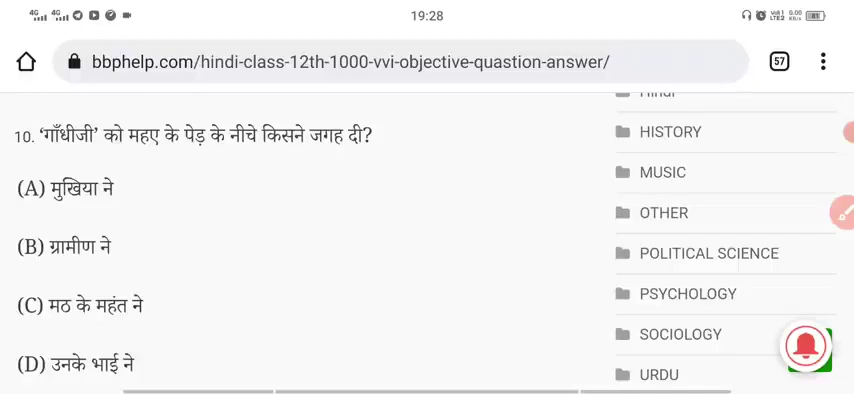 19:28
57
bbphelp.com/hindi-class-12th-1000-vvi-objective-quastion-answer/
10. ‘गाँधीजी’ को महए के पेड़ के नीचे किसने जगह दी?
(A) मुखिया ने
(B) ग्रामीण ने
(C) मठ के महंत ने
(D) उनके भाई ने
HISTORY
MUSIC
OTHER
POLITICAL SCIENCE
PSYCHOLOGY
SOCIOLOGY
URDU